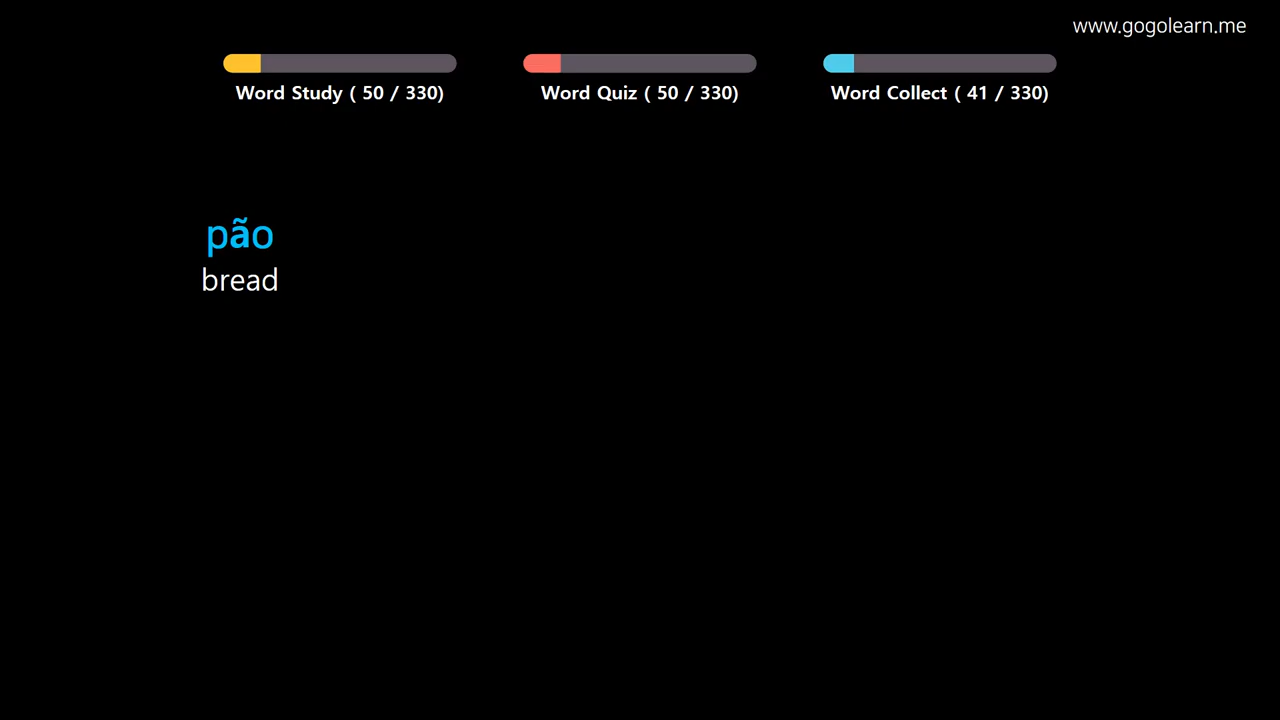 www.gogolearn.me
Word Study ( 50 / 330)
Word Quiz ( 50 / 330)
Word Collect ( 41 / 330)
pão
bread